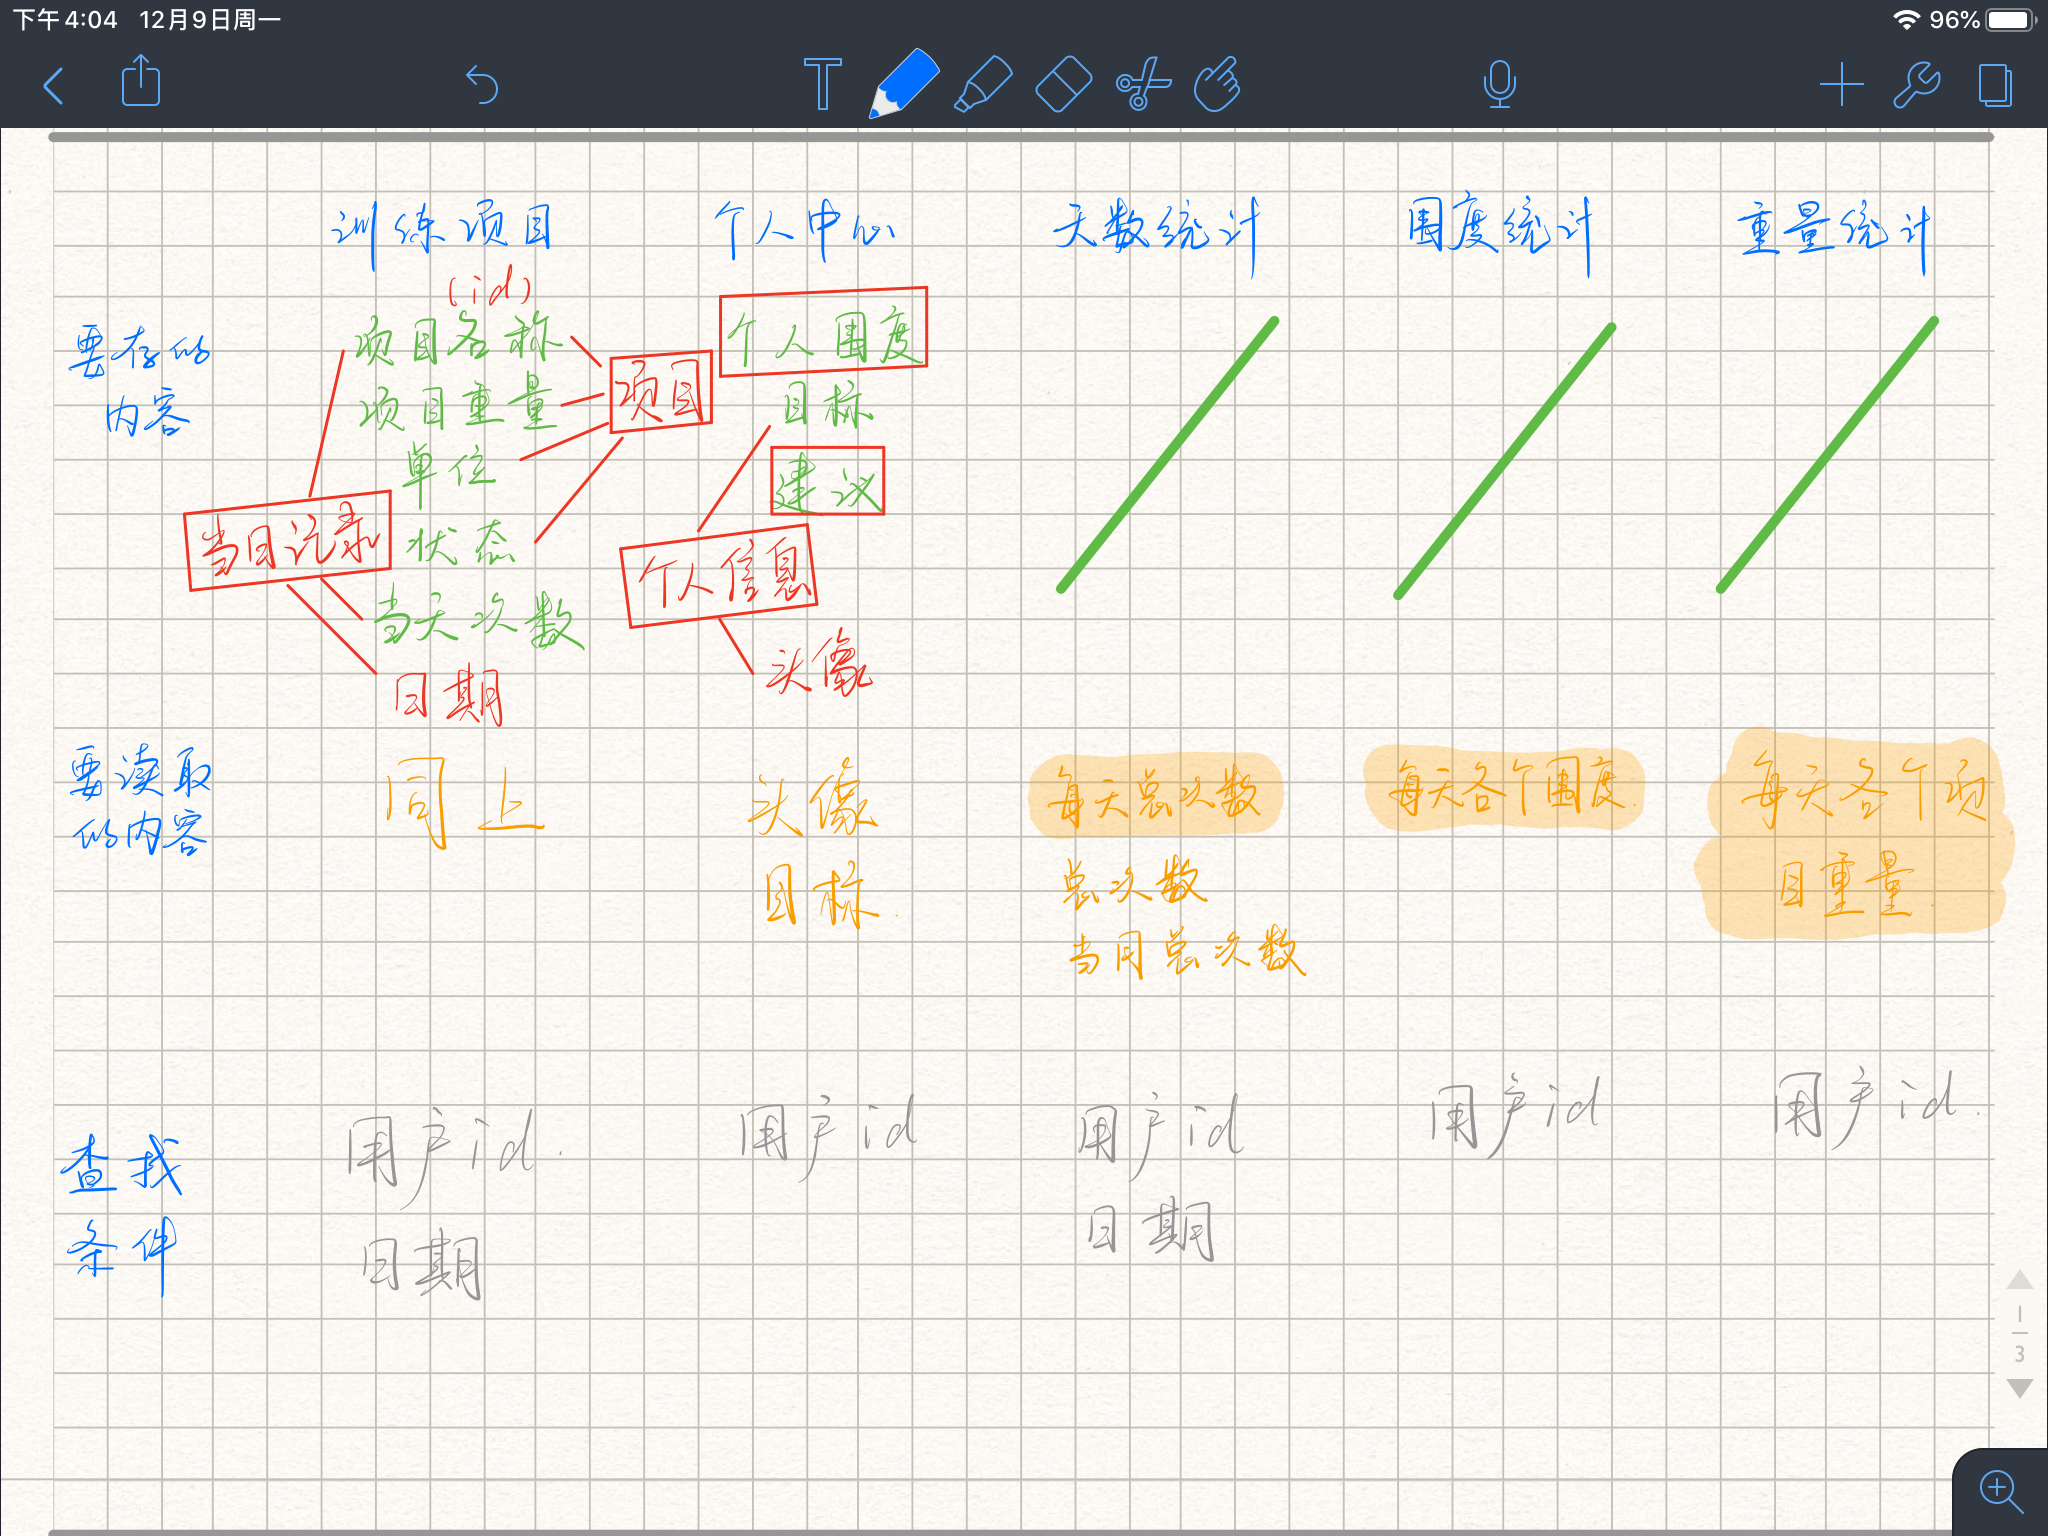 下午4:04 12月9日周一
96%
T
训练项目 个人中心 天数统计 围度统计 重量统计
(id)
要存的
内容
项目名称
项目重量
单位
状态
当天次数
日期
项目
当日记录
个人围度
目标
建议
个人信息
头像
要读取
的内容
同上
头像
目标.
每天总次数
总次数
当月总次数
每天各个围度.
每天各个项
目重量.
查找
条件
用户id.
日期
用户id
用户id
日期
用户id
用户id.
1
3